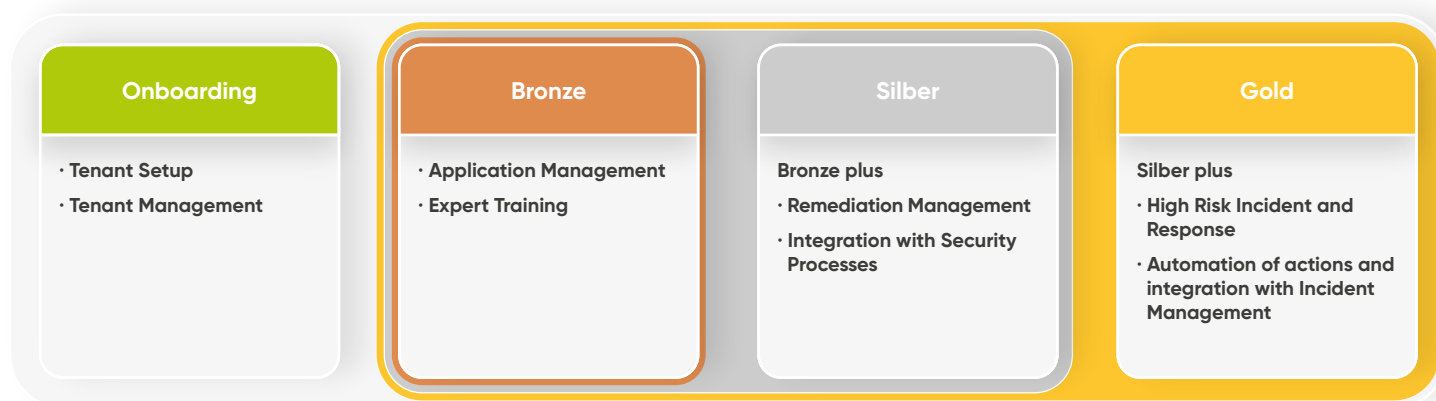 Onboarding
· Tenant Setup
· Tenant Management
Bronze
· Application Management
· Expert Training
Silber
Bronze plus
· Remediation Management
· Integration with Security
Processes
Gold
Silber plus
· High Risk Incident and
Response
· Automation of actions and
integration with Incident
Management